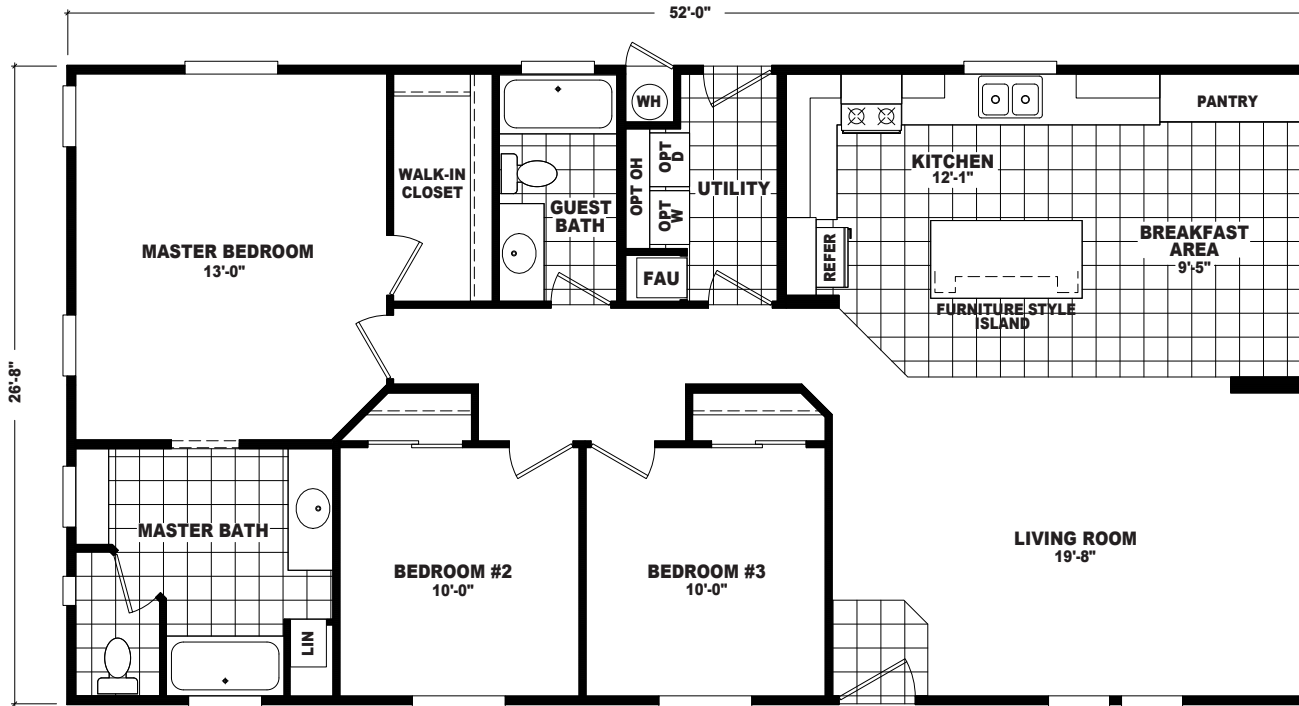 52'-0"
26'-8"
MASTER BEDROOM
13'-0"
WALK-IN
CLOSET
GUEST
BATH
WH
OPT OH
OPT
D
OPT
W
FAU
UTILITY
PANTRY
KITCHEN
12'-1"
REFER
BREAKFAST
AREA
9'-5"
FURNITURE STYLE
ISLAND
MASTER BATH
LIN
BEDROOM #2
10'-0"
BEDROOM #3
10'-0"
LIVING ROOM
19'-8"